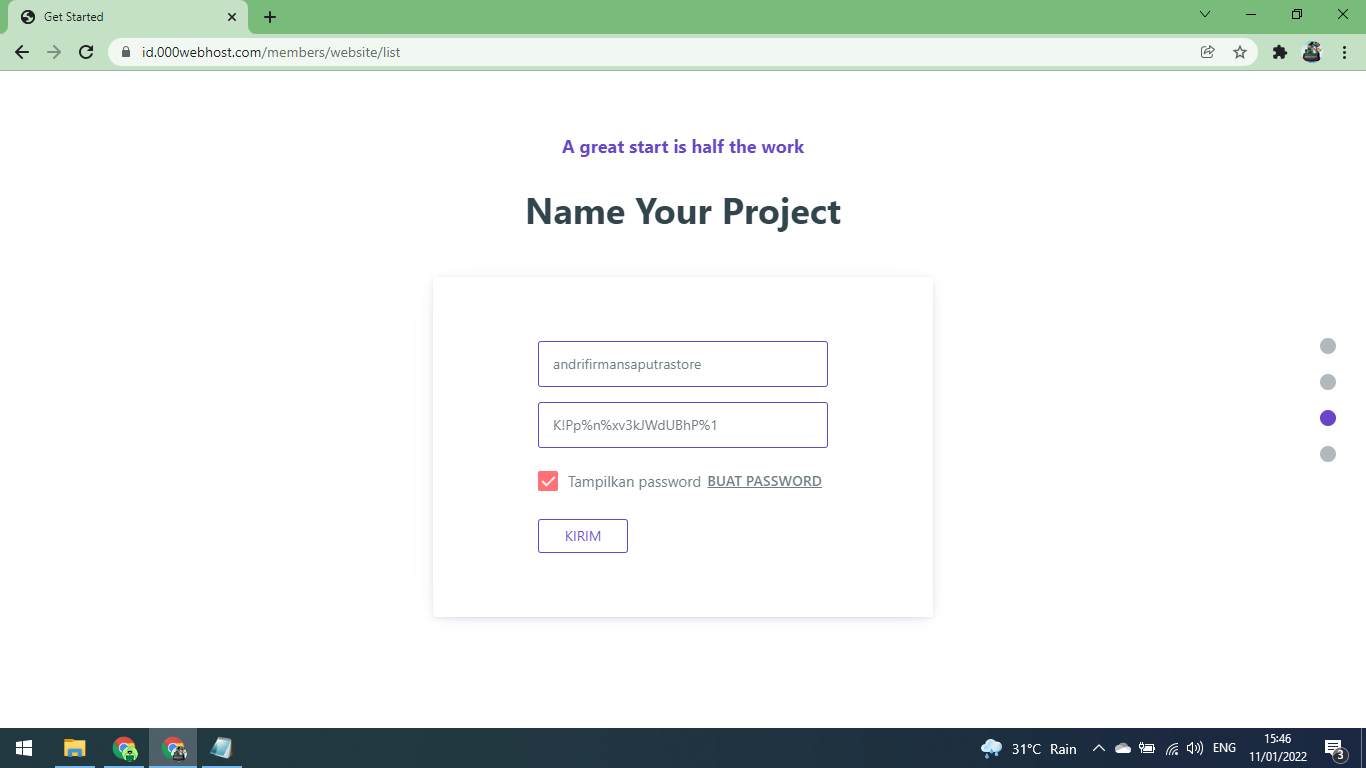 Get Started
id.000webhost.com/members/website/list
A great start is half the work
Name Your Project
andrifirmansaputrastore
K!Pp%n%xv3kJWdUBhP%1
Tampilkan password BUAT PASSWORD
KIRIM
31°C Rain
ENG
15:46
11/01/2022
3